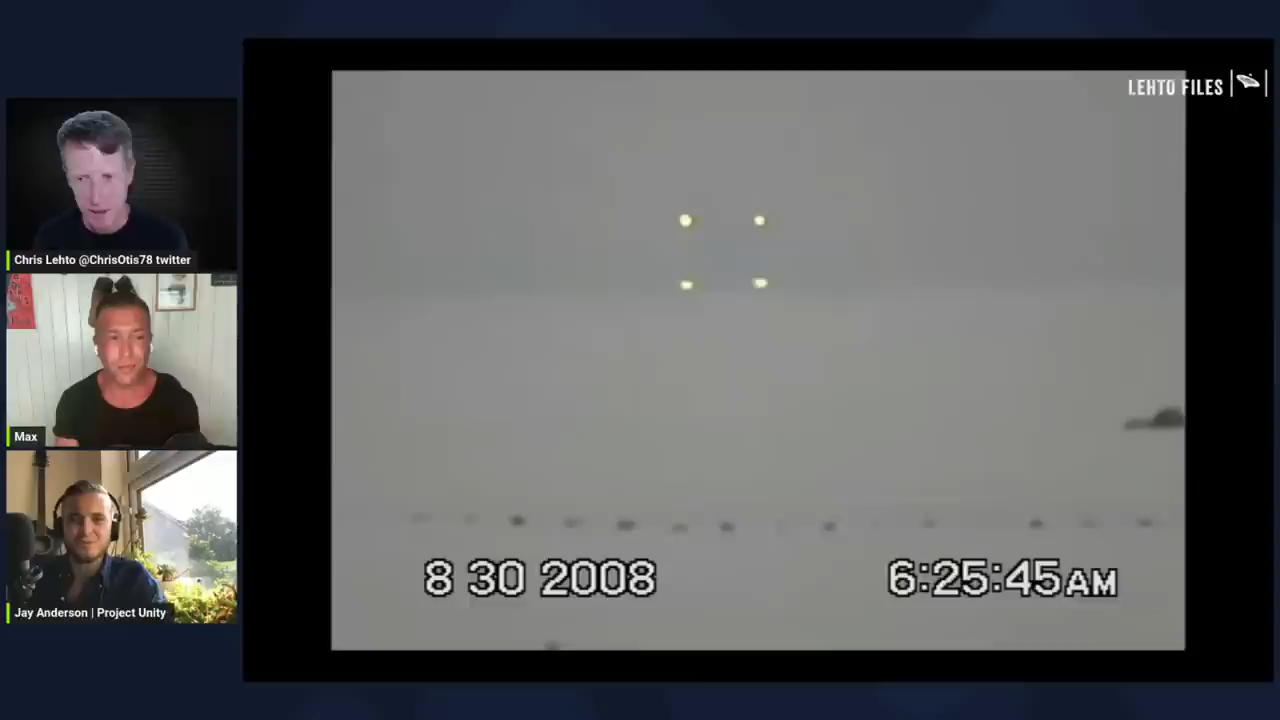 LEHTO FILES
Chris Lehto @ChrisOtis78 twitter
Max
Jay Anderson | Project Unity
8 30 2008
6:25:45AM